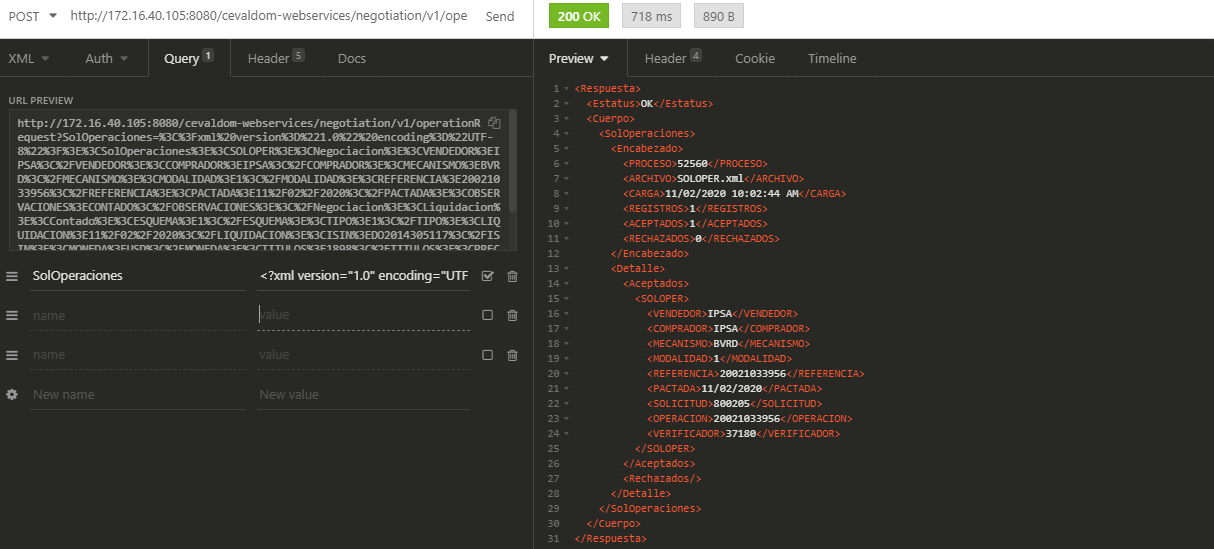 POST http://172.16.40.105:8080/cevaldom-webservices/negotiation/v1/ope Send
200 OK 718 ms 890 B
XML Auth Query 1 Header 5 Docs
Preview Header 4 Cookie Timeline
URL PREVIEW
http://172.16.40.105:8080/cevaldom-webservices/negotiation/v1/operationR
equest?SolOperaciones=%3C%3Fxml%20version%3D%221.0%22%20encoding%3D%22UTF-
8%22%3F%3E%3CSolOperaciones%3E%3CSOLOPER%3E%3CNegociacion%3E%3CVENDEDOR%3EI
PSA%3C%2FVENDEDOR%3E%3CCOMPRADOR%3EIPSA%3C%2FCOMPRADOR%3E%3CMECANISMO%3EBVR
D%3C%2FMECANISMO%3E%3CMODALIDAD%3E1%3C%2FMODALIDAD%3E%3CREFERENCIA%3E200210
33956%3C%2FREFERENCIA%3E%3CPACTADA%3E11%2F02%2F2020%3C%2FPACTADA%3E%3COBSER
VACIONES%3ECONTADO%3C%2FOBSERVACIONES%3E%3C%2FNegociacion%3E%3CLiquidacion%
3E%3CContado%3E%3CESQUEMA%3E1%3C%2FESQUEMA%3E%3CTIPO%3E1%3C%2FTIPO%3E%3CLIQ
UIDACION%3E11%2F02%2F2020%3C%2FLIQUIDACION%3E%3CISIN%3EDO2014305117%3C%2FIS
IN%3E%3CMONEDA%3EUSD%3C%2FMONEDA%3E%3CTITULOS%3E1898%3C%2FTITULOS%3E%3CPREC
SolOperaciones <?xml version="1.0" encoding="UTF
name value
name value
New name New value
1 <Respuesta>
2 <Estatus>OK</Estatus>
3 <Cuerpo>
4 <SolOperaciones>
5 <Encabezado>
6 <PROCESO>52560</PROCESO>
7 <ARCHIVO>SOLOPER.xml</ARCHIVO>
8 <CARGA>11/02/2020 10:02:44 AM</CARGA>
9 <REGISTROS>1</REGISTROS>
10 <ACEPTADOS>1</ACEPTADOS>
11 <RECHAZADOS>0</RECHAZADOS>
12 </Encabezado>
13 <Detalle>
14 <Aceptados>
15 <SOLOPER>
16 <VENDEDOR>IPSA</VENDEDOR>
17 <COMPRADOR>IPSA</COMPRADOR>
18 <MECANISMO>BVRD</MECANISMO>
19 <MODALIDAD>1</MODALIDAD>
20 <REFERENCIA>20021033956</REFERENCIA>
21 <PACTADA>11/02/2020</PACTADA>
22 <SOLICITUD>800205</SOLICITUD>
23 <OPERACION>20021033956</OPERACION>
24 <VERIFICADOR>37180</VERIFICADOR>
25 </SOLOPER>
26 </Aceptados>
27 <Rechazados/>
28 </Detalle>
29 </SolOperaciones>
30 </Cuerpo>
31 </Respuesta>